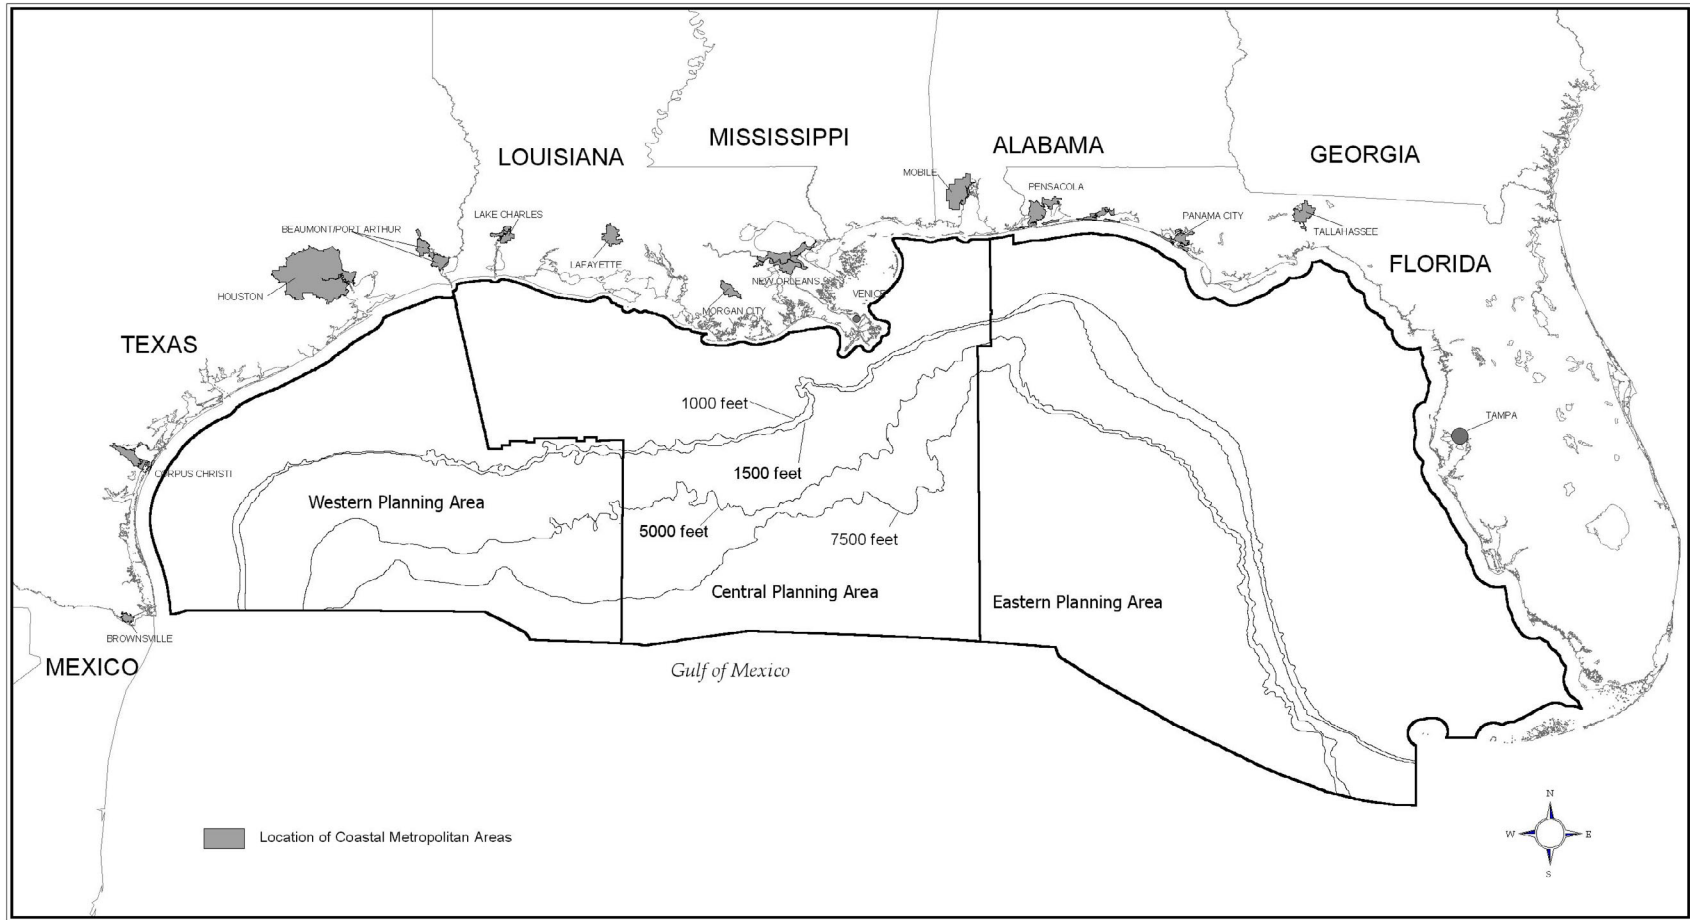 MISSISSIPPI
ALABAMA
LOUISIANA
GEORGIA
MOBILE
PENSACOLA
LAKE CHARLES
PANAMA CITY
BEAUMONT/PORT ARTHUR
TALLAHASSEE
LAFAYETTE
FLORIDA
NEW ORLEANS
HOUSTON
VENICE
MORGAN CITY
TEXAS
1000 feet
TAMPA
CORPUS CHRISTI
1500 feet
Western Planning Area
5000 feet
7500 feet
Central Planning Area
Eastern Planning Area
BROWNSVILLE
MEXICO
Gulf of Mexico
N
W
E
S
Location of Coastal Metropolitan Areas